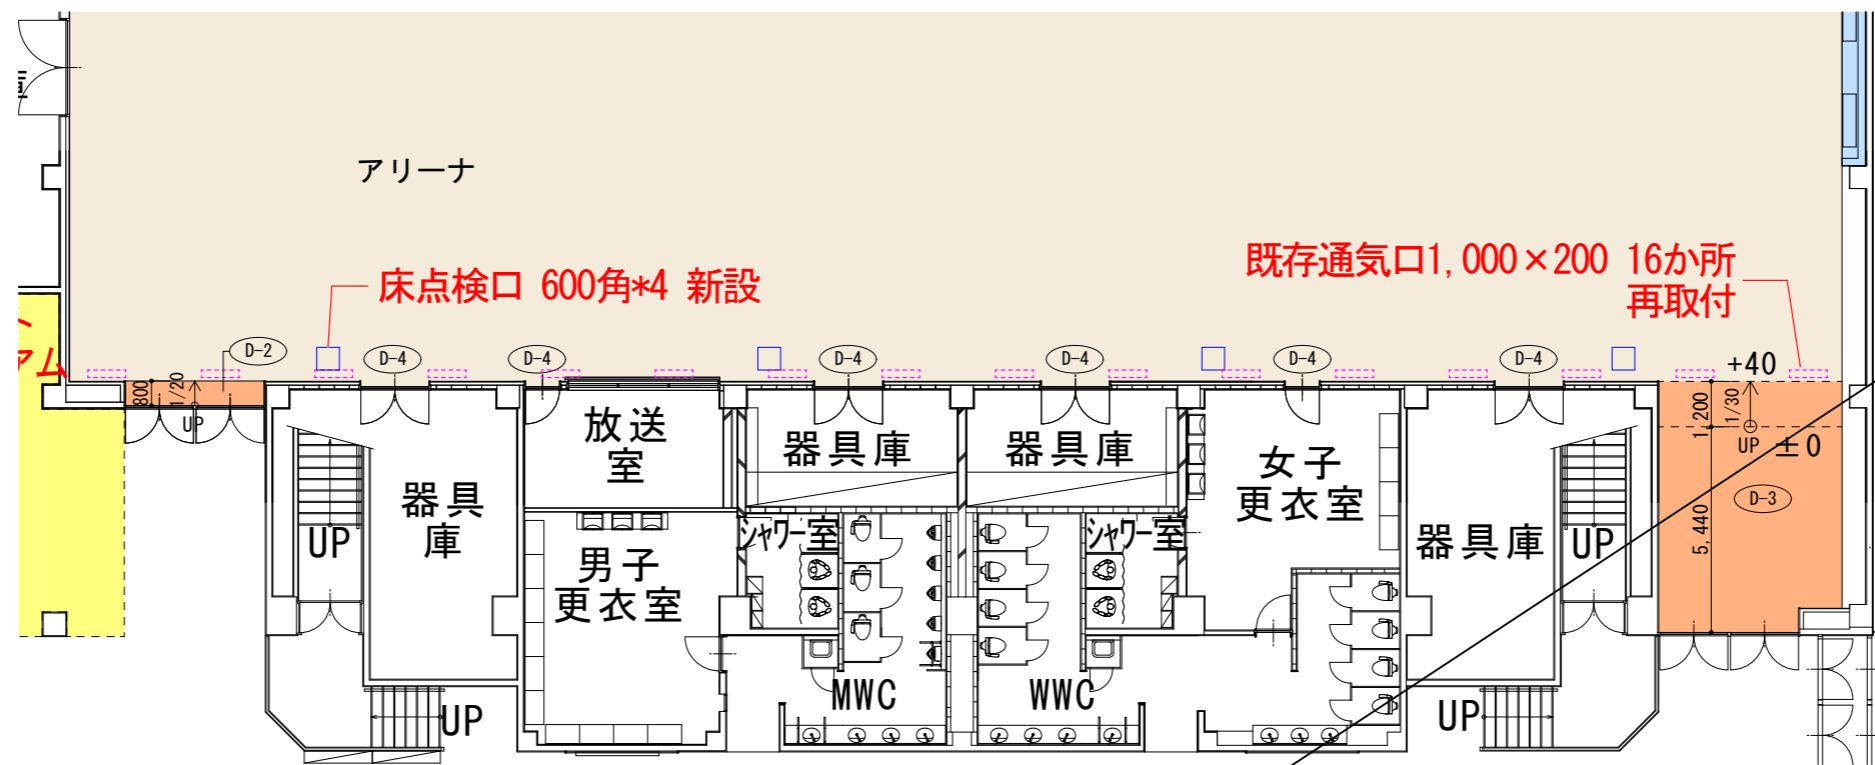 アリーナ
床点検口 600角*4 新設
既存通気口1,000×200 16か所
再取付
アム
D-2
D-4
D-4
D-4
D-4
D-4
D-4
+40
800
1/20
UP
1,200
1/30
UP
±0
D-3
5,440
放送
室
器具庫
器具庫
女子
更衣室
器具
庫
UP
シャワー室
シャワー室
男子
更衣室
器具庫
UP
MWC
WWC
UP
UP